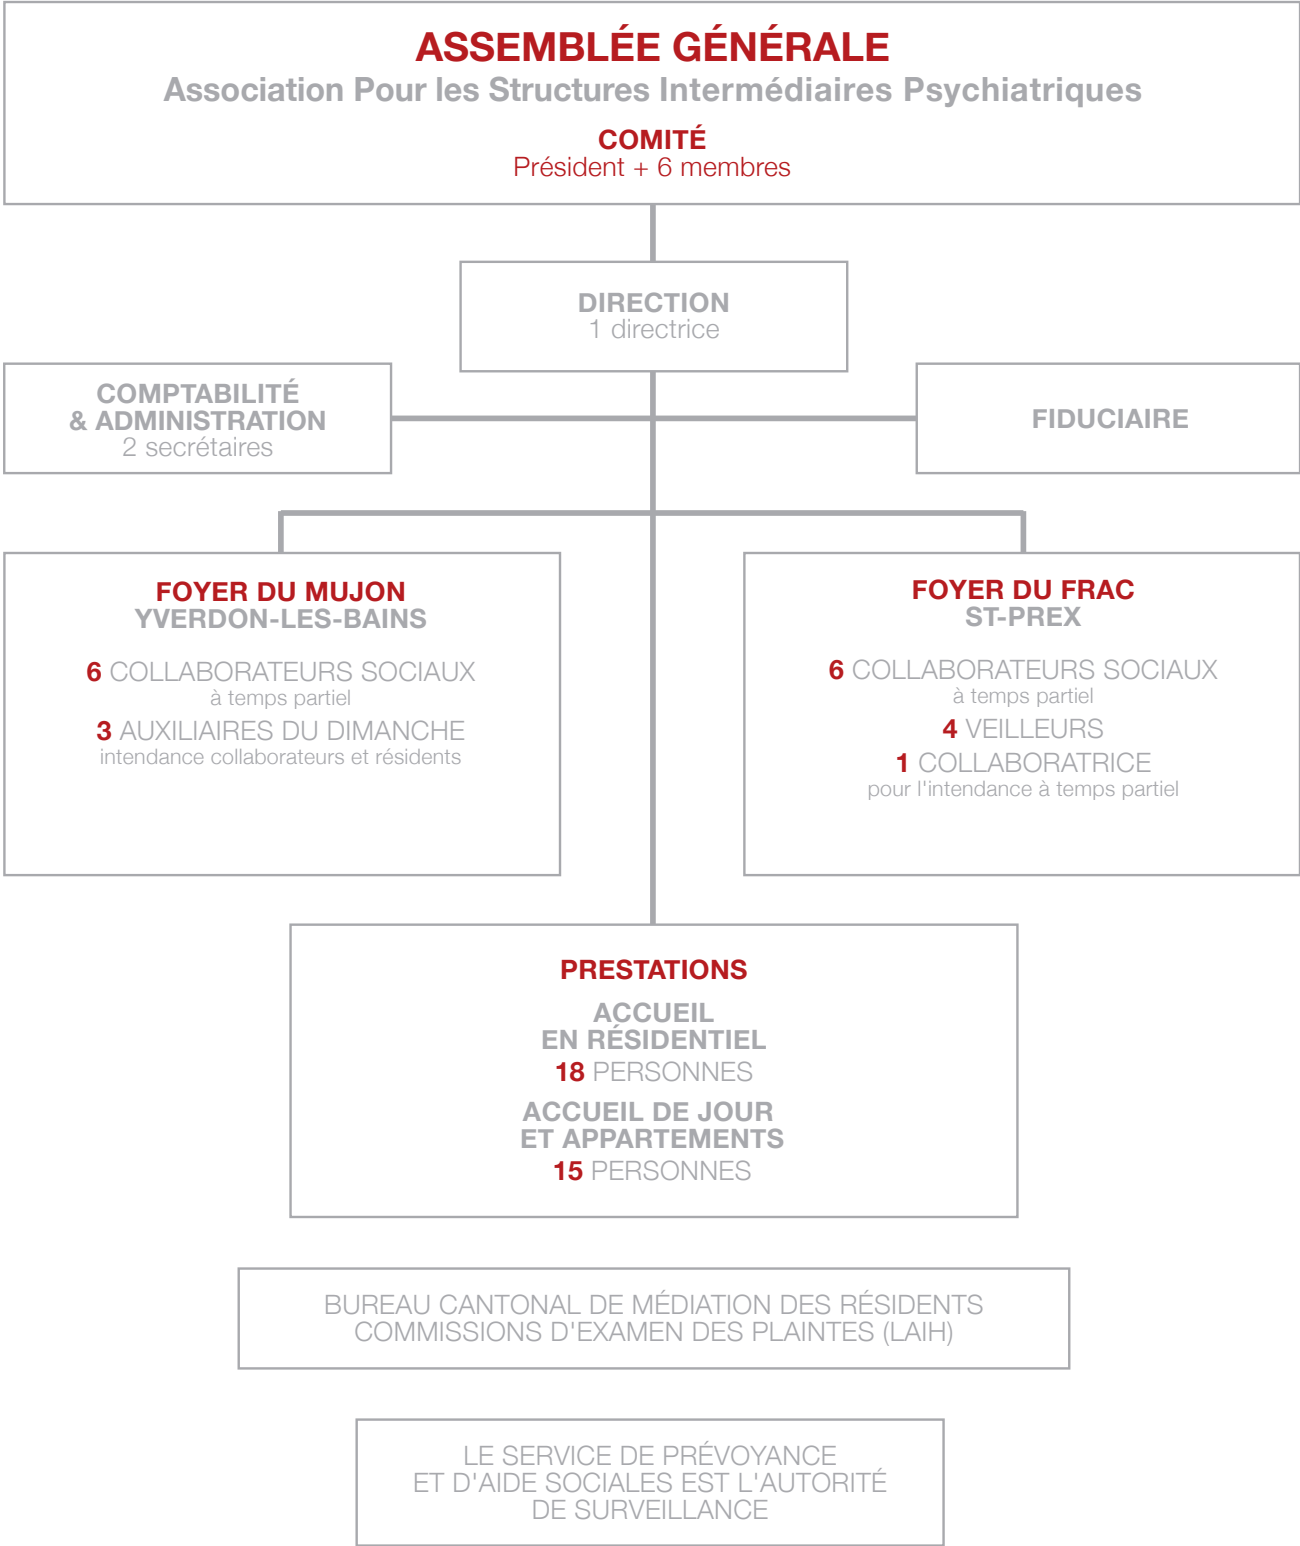 ASSEMBLÉE GÉNÉRALE
Association Pour les Structures Intermédiaires Psychiatriques
COMITÉ
Président + 6 membres
DIRECTION
1 directrice
COMPTABILITÉ
& ADMINISTRATION
2 secrétaires
FIDUCIAIRE
FOYER DU MUJON
YVERDON-LES-BAINS
6 COLLABORATEURS SOCIAUX
à temps partiel
3 AUXILIAIRES DU DIMANCHE
intendance collaborateurs et résidents
FOYER DU FRAC
ST-PREX
6 COLLABORATEURS SOCIAUX
à temps partiel
4 VEILLEURS
1 COLLABORATRICE
pour l'intendance à temps partiel
PRESTATIONS
ACCUEIL
EN RÉSIDENTIEL
18 PERSONNES
ACCUEIL DE JOUR
ET APPARTEMENTS
15 PERSONNES
BUREAU CANTONAL DE MÉDIATION DES RÉSIDENTS
COMMISSIONS D'EXAMEN DES PLAINTES (LAIH)
LE SERVICE DE PRÉVOYANCE
ET D'AIDE SOCIALES EST L'AUTORITÉ
DE SURVEILLANCE